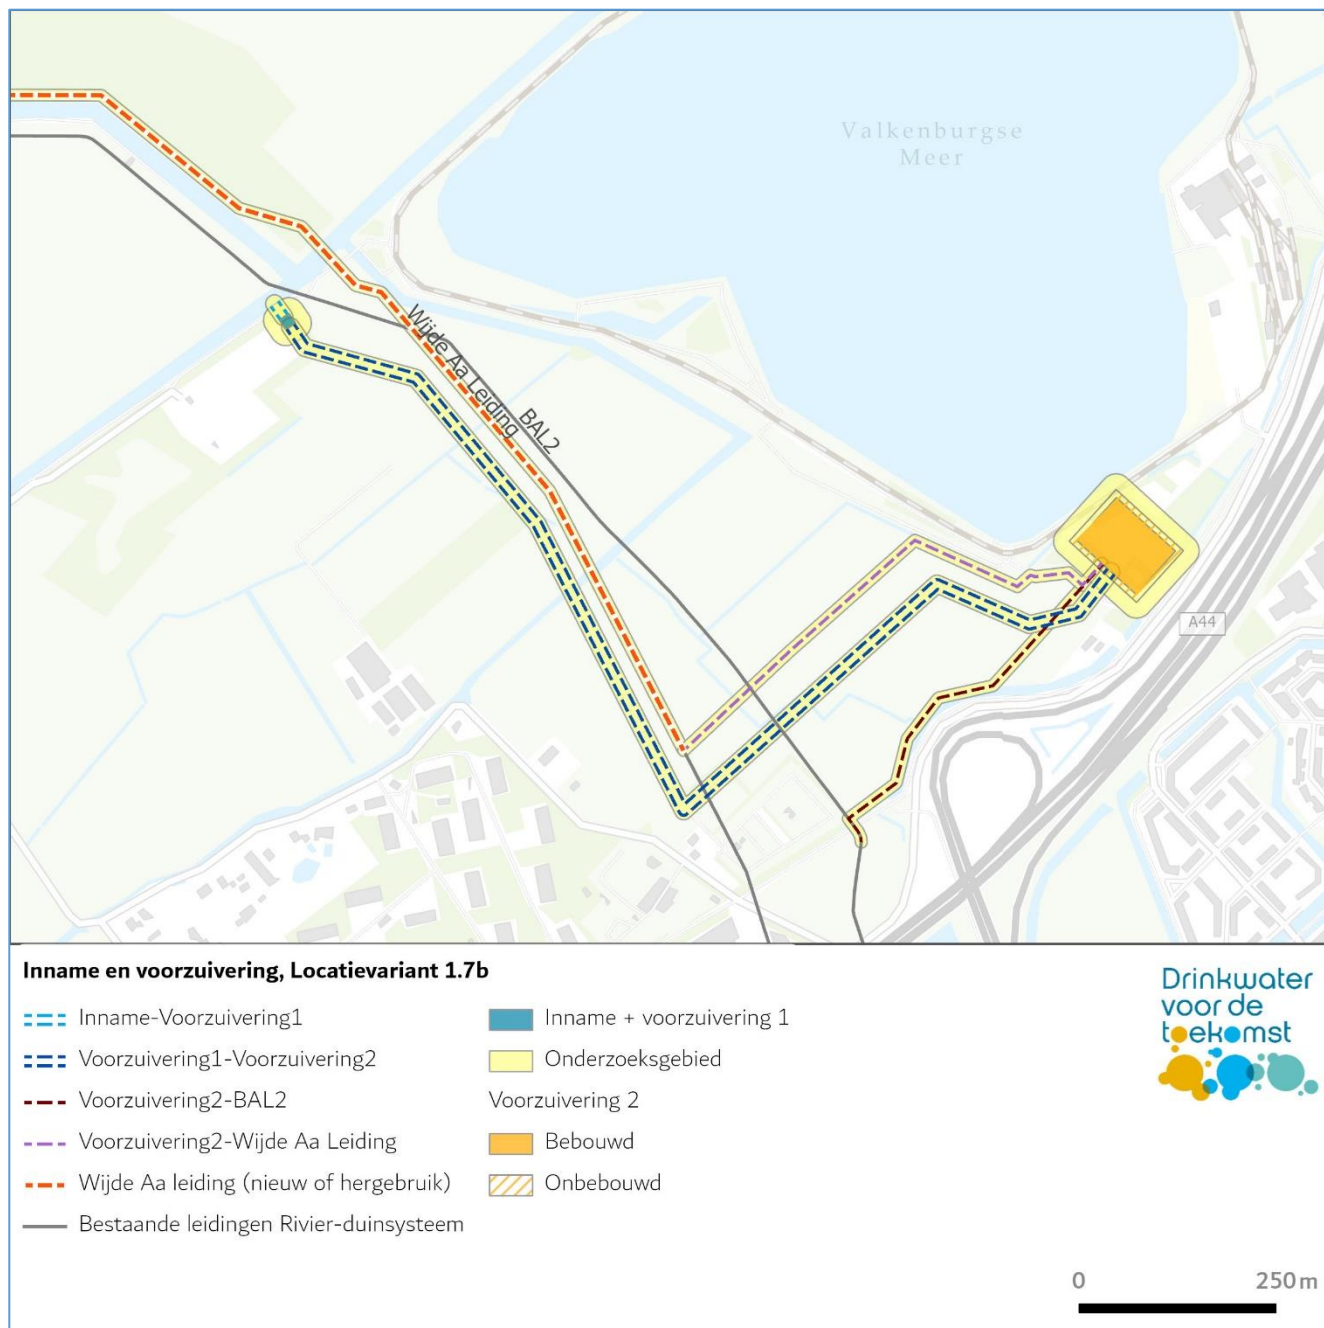 Valkenburgse
Meer
Wijde Aa Leiding
BAL2
A44
Inname en voorzuivering, Locatievariant 1.7b
Inname-Voorzuivering1
Voorzuivering1-Voorzuivering2
Voorzuivering2-BAL2
Voorzuivering2-Wijde Aa Leiding
Wijde Aa leiding (nieuw of hergebruik)
Bestaande leidingen Rivier-duinsysteem
Inname + voorzuivering 1
Onderzoeksgebied
Voorzuivering 2
Bebouwd
Onbebouwd
Drinkwater
voor de
toekomst
0 250 m